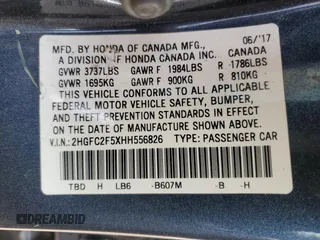 MFD. BY HONDA OF CANADA MFG., CANADA 06/'17
A DIVISION OF HONDA CANADA INC.
GVWR 3737LBS GAWR F 1984LBS R 1786LBS
GVWR 1695KG GAWR F 900KG R 810KG
THIS VEHICLE CONFORMS TO ALL APPLICABLE
FEDERAL MOTOR VEHICLE SAFETY, BUMPER,
AND THEFT PREVENTION STANDARDS IN EFFECT
ON THE DATE OF MANUFACTURE SHOWN ABOVE.
V.I.N.: 2HGFC2F5XHH556826 TYPE: PASSENGER CAR
TBD H LB6 -B607M -B -H
DREAMBID